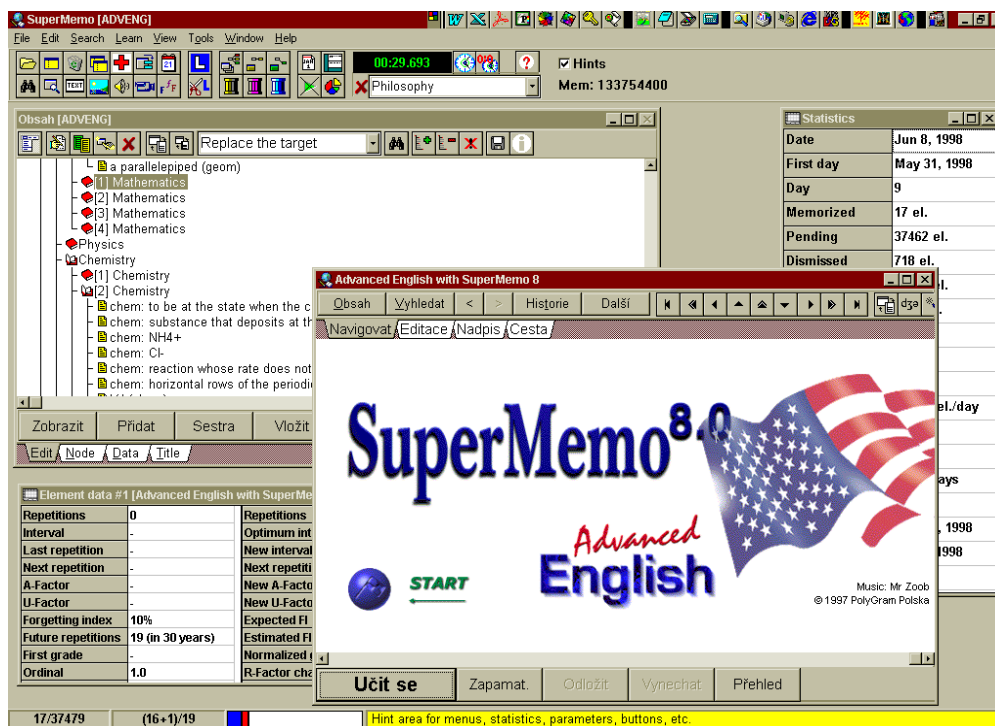 SuperMemo [ADVENG]
File Edit Search Learn View Tools Window Help
00:29.693
? Hints
Philosophy
Mem: 133754400
Obsah [ADVENG]
Replace the target
a parallelepiped (geom)
[1] Mathematics
[2] Mathematics
[3] Mathematics
[4] Mathematics
Physics
Chemistry
[1] Chemistry
[2] Chemistry
chem: to be at the state when the c
chem: substance that deposits at th
chem: NH4+
chem: Cl-
chem: reaction whose rate does not
chem: horizontal rows of the periodi
Zobrazit Přidat Sestra Vložit
Edit Node Data Title
Statistics
Date Jun 8, 1998
First day May 31, 1998
Day 9
Memorized 17 el.
Pending 37462 el.
Dismissed 718 el.
el.
el./day
ays
, 1998
1998
Element data #1 [Advanced English with SuperMe
Repetitions 0 Repetitions
Interval - Optimum int
Last repetition - New interval
Next repetition - Next repetiti
A-Factor - New A-Facto
U-Factor - New U-Facto
Forgetting index 10% Expected FI
Future repetitions 19 (in 30 years) Estimated FI
First grade - Normalized
Ordinal 1.0 R-Factor cha
Advanced English with SuperMemo 8
Obsah Vyhledat < > Historie Další
Navigovat Editace Nadpis Cesta
SuperMemo 8.0
Advanced
English
START
Music: Mr Zoob
© 1997 PolyGram Polska
Učit se Zapamat. Odložit Vynechat Přehled
17/37479 (16+1)/19 Hint area for menus, statistics, parameters, buttons, etc.